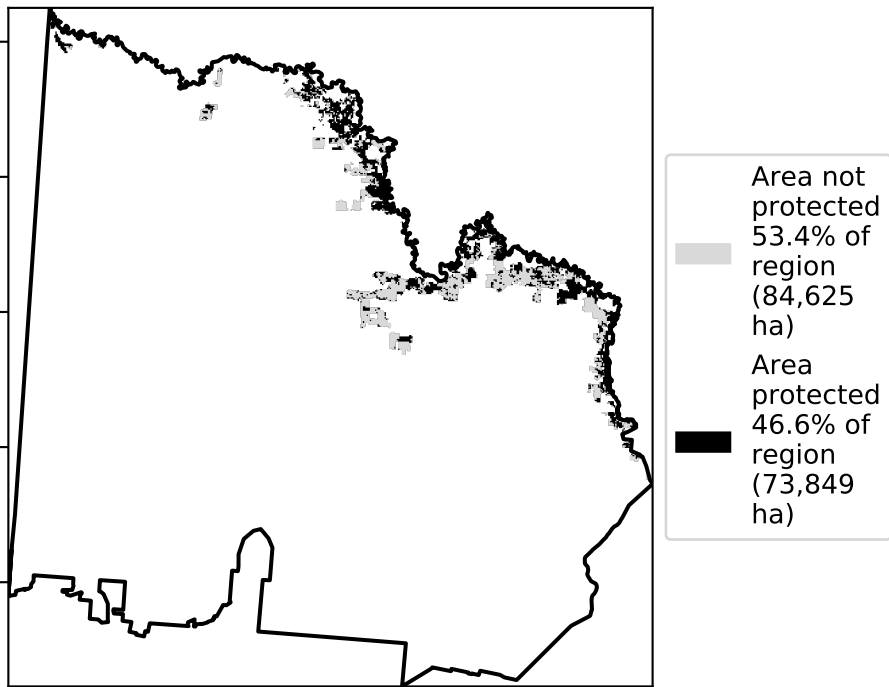 Area not
protected
53.4% of
region
(84,625
ha)
Area
protected
46.6% of
region
(73,849
ha)